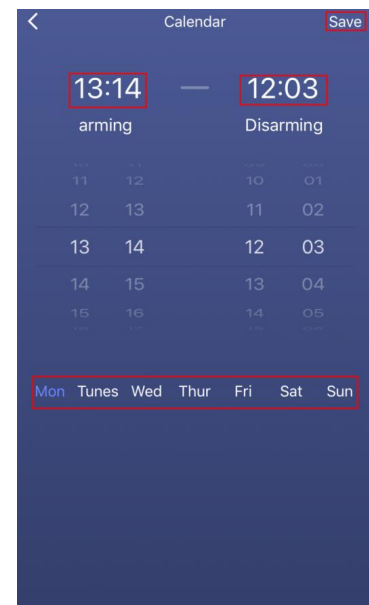 Calendar Save
13:14 — 12:03
arming Disarming
11 12 10 01
12 13 11 02
13 14 12 03
14 15 13 04
15 16 14 05
Mon Tunes Wed Thur Fri Sat Sun